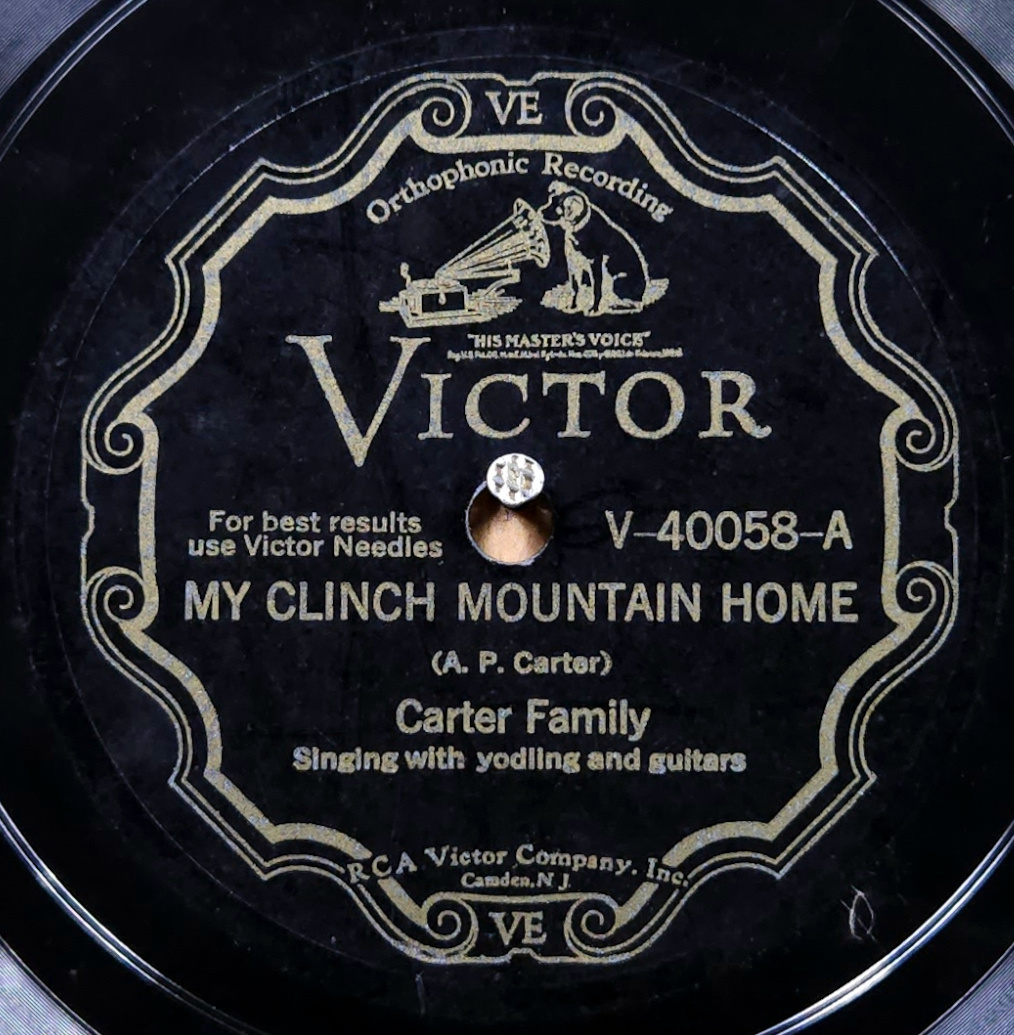 VE
Orthophonic Recording
"HIS MASTER'S VOICE"
VICTOR
For best results
use Victor Needles
V-40058-A
MY CLINCH MOUNTAIN HOME
(A. P. Carter)
Carter Family
Singing with yodling and guitars
RCA Victor Company, Inc.
Camden, N J.
VE